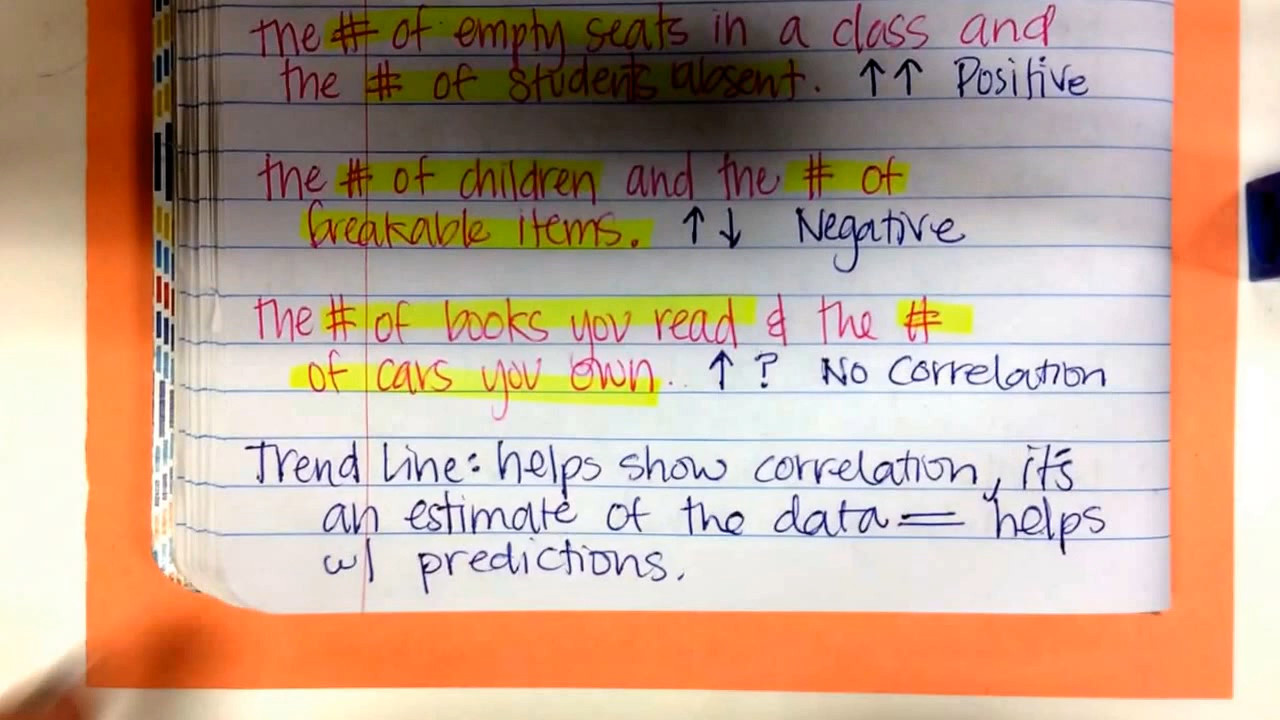 the # of empty seats in a class and
the # of students absent. ↑↑ Positive
the # of children and the # of
breakable items. ↑↓ Negative
the # of books you read & the #
of cars you own.. ↑ ? No Correlation
Trend Line: helps show correlation, it's
an estimate of the data = helps
w/ predictions.